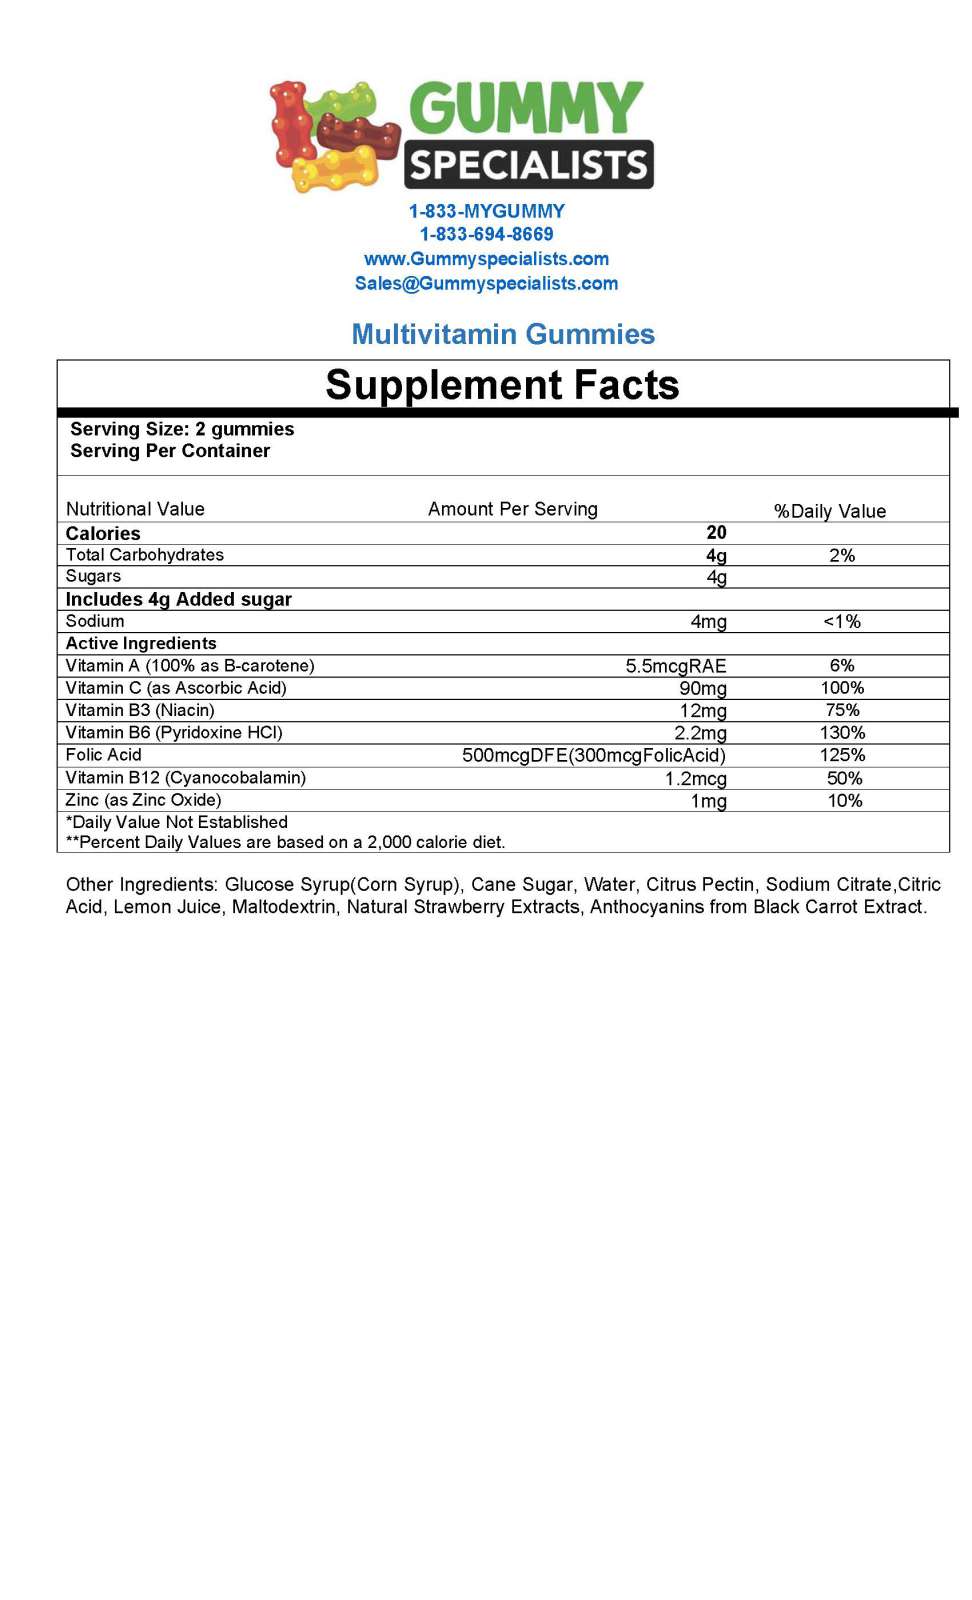 GUMMY
SPECIALISTS
1-833-MYGUMMY
1-833-694-8669
www.Gummyspecialists.com
Sales@Gummyspecialists.com
Multivitamin Gummies
Supplement Facts
Serving Size: 2 gummies
Serving Per Container
Nutritional Value Amount Per Serving %Daily Value
Calories 20
Total Carbohydrates 4g 2%
Sugars 4g
Includes 4g Added sugar
Sodium 4mg <1%
Active Ingredients
Vitamin A (100% as B-carotene) 5.5mcgRAE 6%
Vitamin C (as Ascorbic Acid) 90mg 100%
Vitamin B3 (Niacin) 12mg 75%
Vitamin B6 (Pyridoxine HCl) 2.2mg 130%
Folic Acid 500mcgDFE(300mcgFolicAcid) 125%
Vitamin B12 (Cyanocobalamin) 1.2mcg 50%
Zinc (as Zinc Oxide) 1mg 10%
*Daily Value Not Established
**Percent Daily Values are based on a 2,000 calorie diet.
Other Ingredients: Glucose Syrup(Corn Syrup), Cane Sugar, Water, Citrus Pectin, Sodium Citrate,Citric
Acid, Lemon Juice, Maltodextrin, Natural Strawberry Extracts, Anthocyanins from Black Carrot Extract.